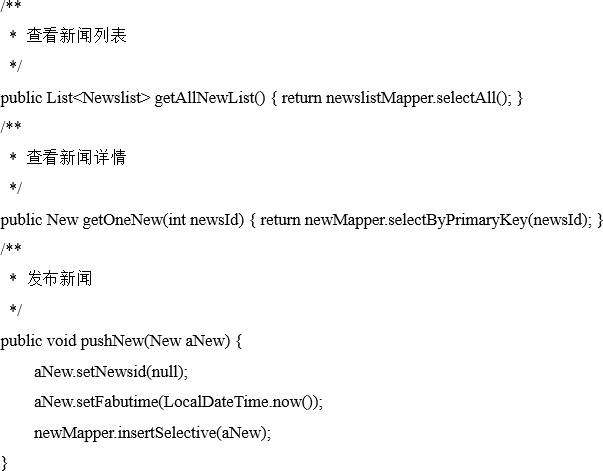 /**
* 查看新闻列表
*/
public List<Newslist> getAllNewList() { return newslistMapper.selectAll(); }
/**
* 查看新闻详情
*/
public New getOneNew(int newsId) { return newMapper.selectByPrimaryKey(newsId); }
/**
* 发布新闻
*/
public void pushNew(New aNew) {
aNew.setNewsid(null);
aNew.setFabutime(LocalDateTime.now());
newMapper.insertSelective(aNew);
}